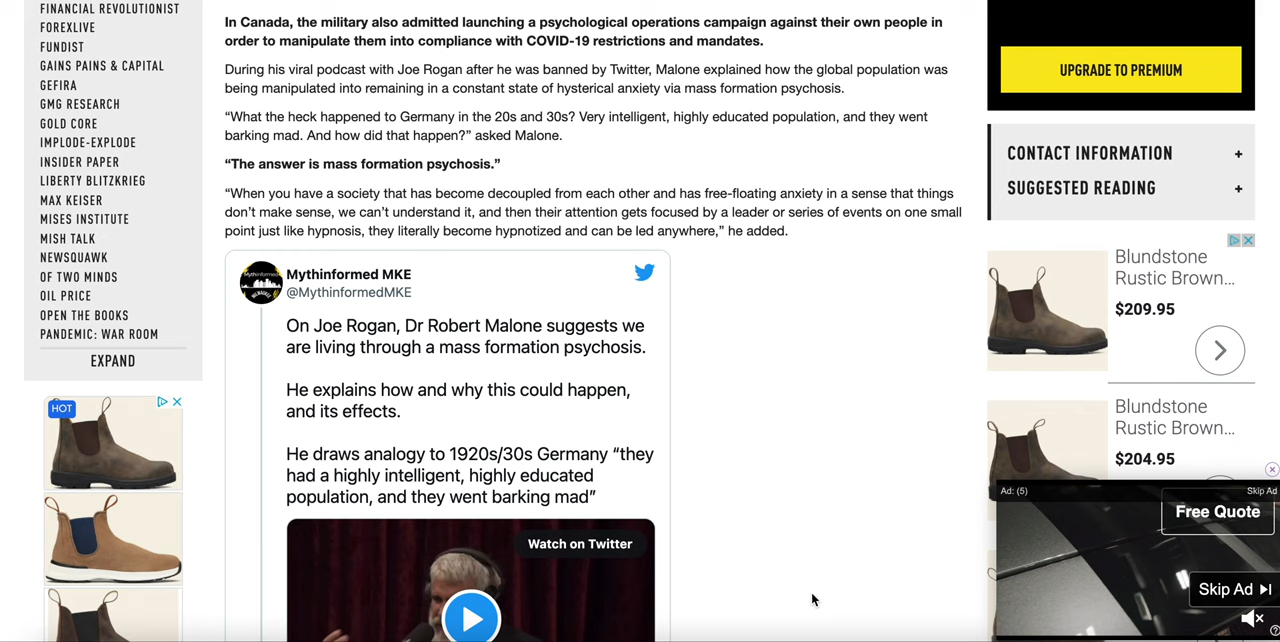 FINANCIAL REVOLUTIONIST
FOREXLIVE
FUNDIST
GAINS PAINS & CAPITAL
GEFIRA
GMG RESEARCH
GOLD CORE
IMPLODE-EXPLODE
INSIDER PAPER
LIBERTY BLITZKRIEG
MAX KEISER
MISES INSTITUTE
MISH TALK
NEWSQUAWK
OF TWO MINDS
OIL PRICE
OPEN THE BOOKS
PANDEMIC: WAR ROOM
EXPAND
HOT
In Canada, the military also admitted launching a psychological operations campaign against their own people in
order to manipulate them into compliance with COVID-19 restrictions and mandates.
During his viral podcast with Joe Rogan after he was banned by Twitter, Malone explained how the global population was
being manipulated into remaining in a constant state of hysterical anxiety via mass formation psychosis.
“What the heck happened to Germany in the 20s and 30s? Very intelligent, highly educated population, and they went
barking mad. And how did that happen?” asked Malone.
“The answer is mass formation psychosis.”
“When you have a society that has become decoupled from each other and has free-floating anxiety in a sense that things
don’t make sense, we can’t understand it, and then their attention gets focused by a leader or series of events on one small
point just like hypnosis, they literally become hypnotized and can be led anywhere,” he added.
Mythinformed MKE
@MythinformedMKE
On Joe Rogan, Dr Robert Malone suggests we
are living through a mass formation psychosis.
He explains how and why this could happen,
and its effects.
He draws analogy to 1920s/30s Germany “they
had a highly intelligent, highly educated
population, and they went barking mad”
Watch on Twitter
UPGRADE TO PREMIUM
CONTACT INFORMATION +
SUGGESTED READING +
Blundstone
Rustic Brown...
$209.95
Blundstone
Rustic Brown...
$204.95
Ad: (5) Skip Ad
Free Quote
Skip Ad